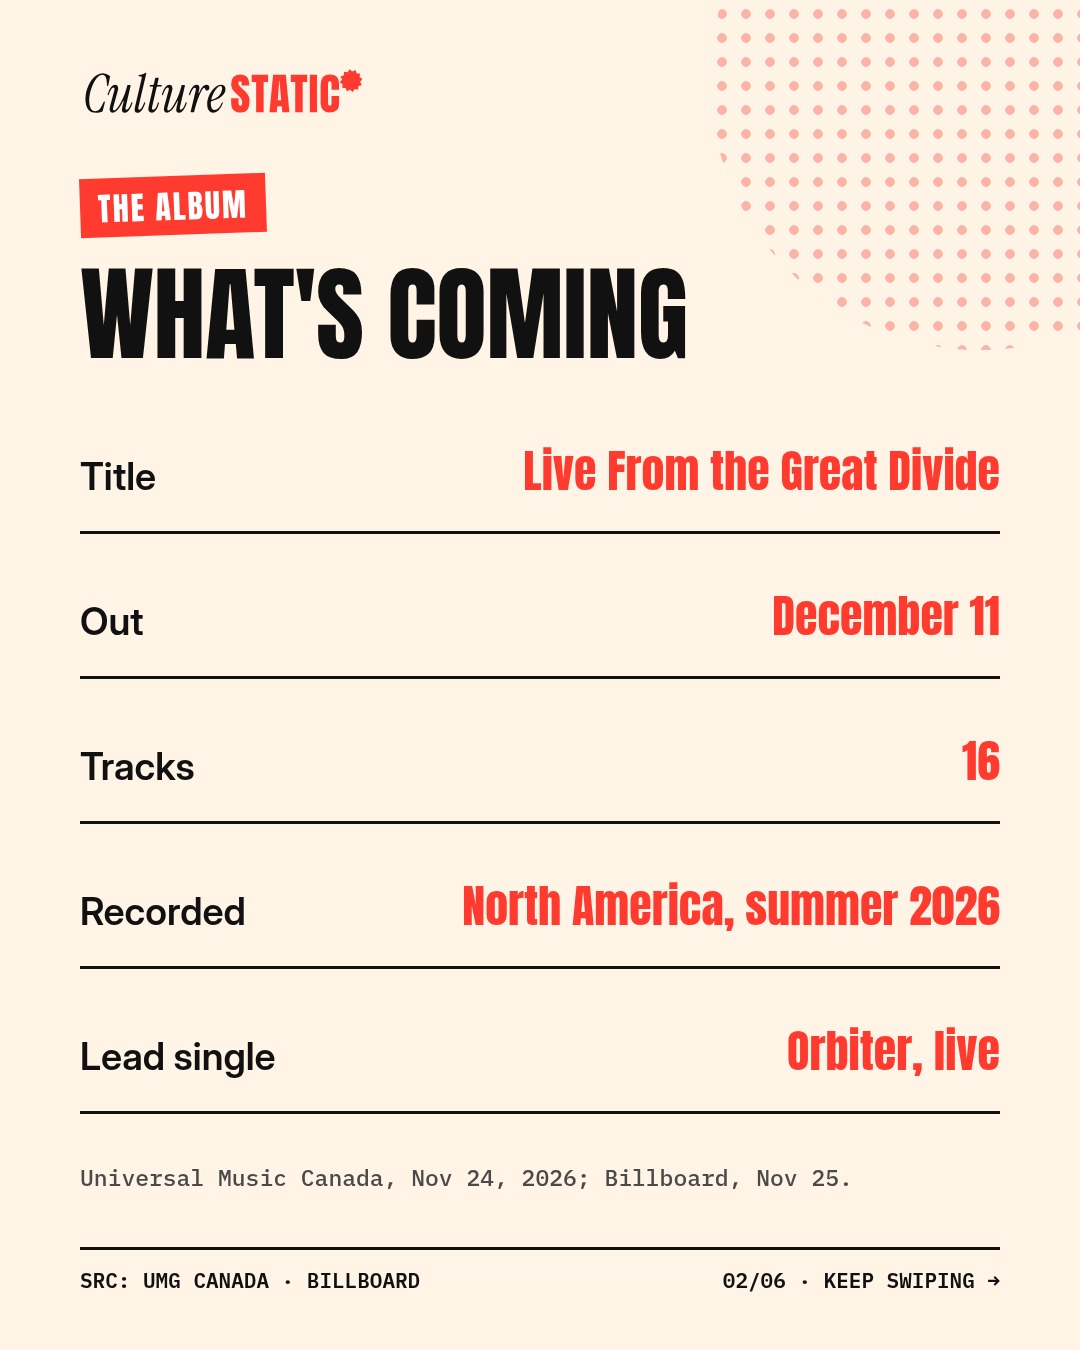 Culture STATIC
THE ALBUM
WHAT'S COMING
Title Live From the Great Divide
Out December 11
Tracks 16
Recorded North America, summer 2026
Lead single Orbiter, live
Universal Music Canada, Nov 24, 2026; Billboard, Nov 25.
SRC: UMG CANADA · BILLBOARD 02/06 · KEEP SWIPING →